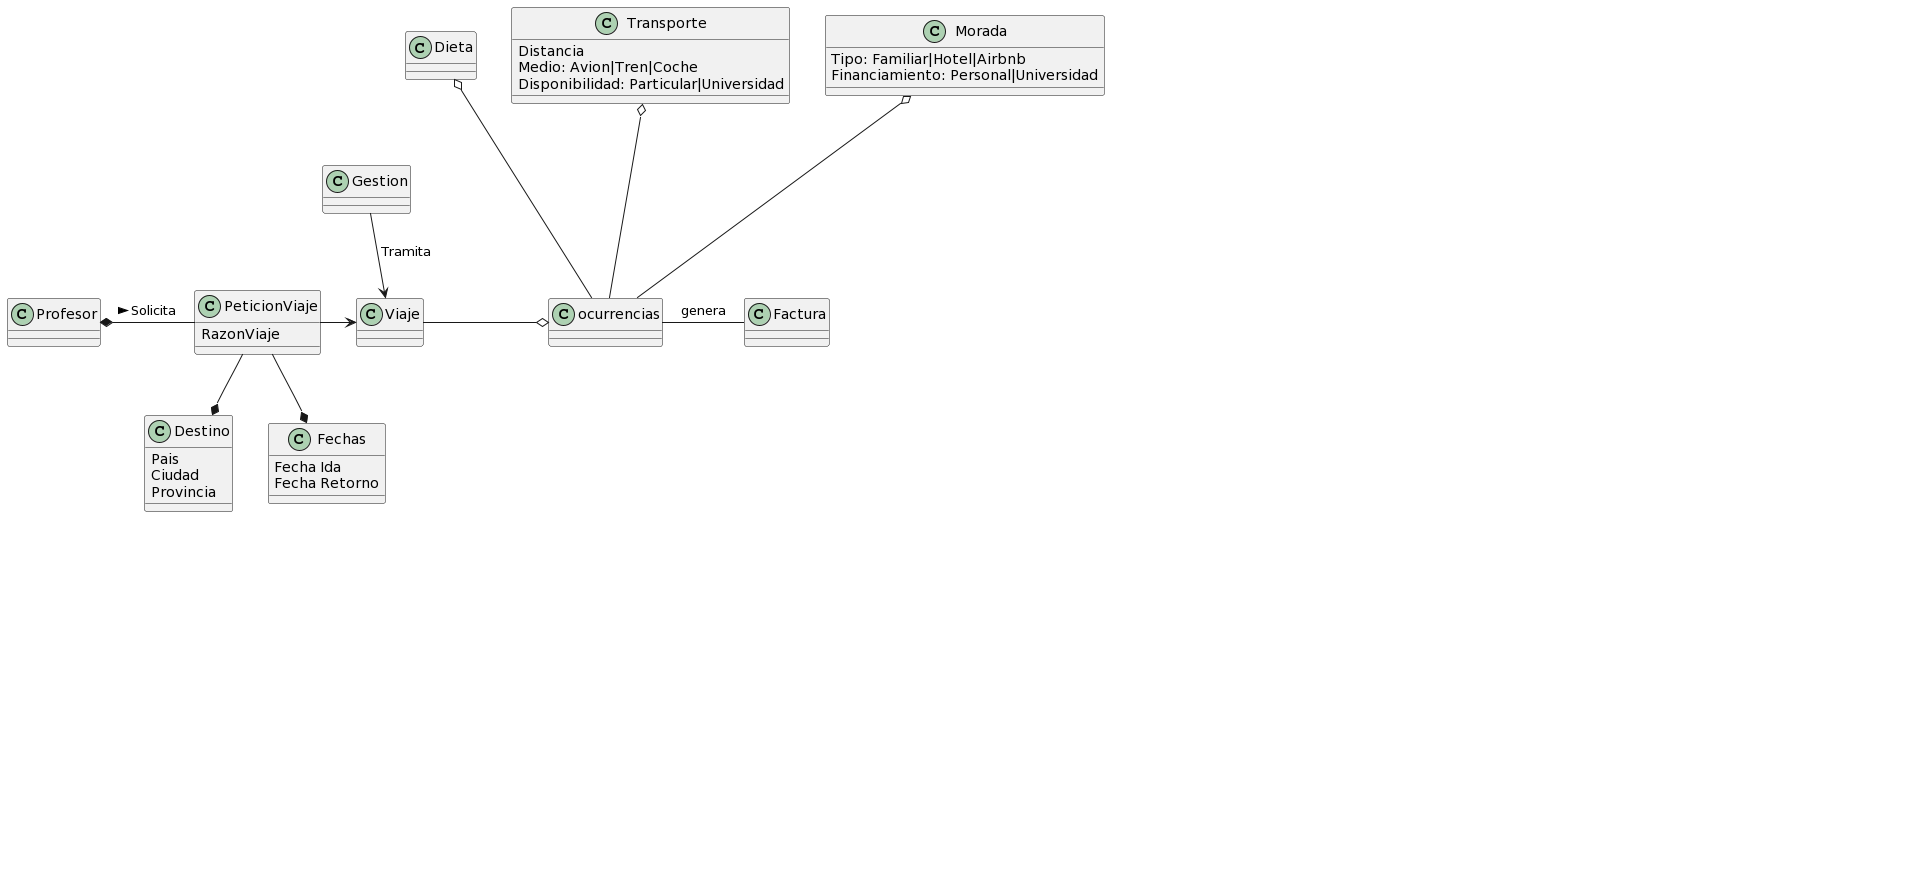 C Transporte
Distancia
Medio: Avion|Tren|Coche
Disponibilidad: Particular|Universidad
C Morada
Tipo: Familiar|Hotel|Airbnb
Financiamiento: Personal|Universidad
C Dieta
C Gestion
Tramita
C Profesor
Solicita
C PeticionViaje
RazonViaje
C Viaje
C ocurrencias
genera
C Factura
C Destino
Pais
Ciudad
Provincia
C Fechas
Fecha Ida
Fecha Retorno